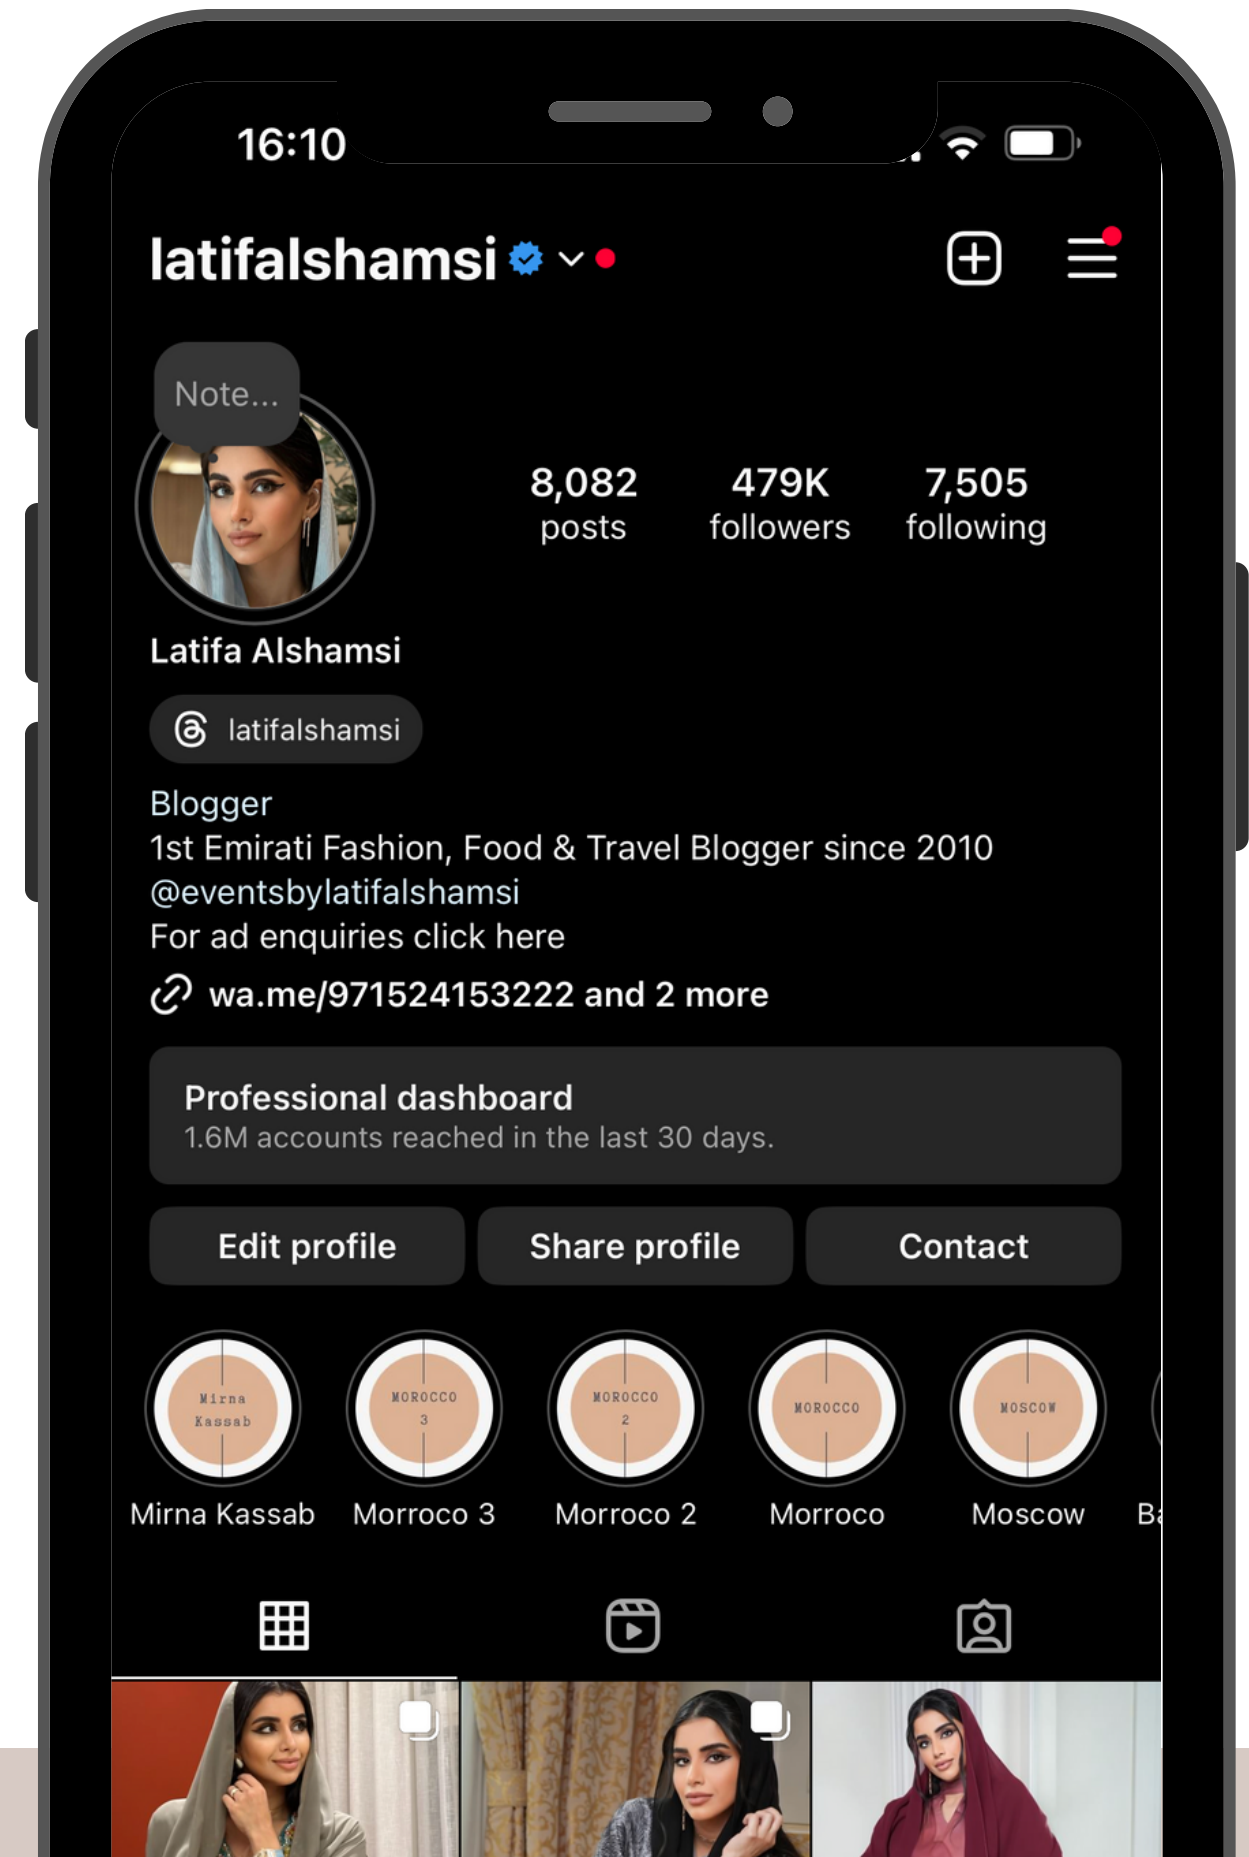 16:10
latifalshamsi
Note...
8,082 479K 7,505
posts followers following
Latifa Alshamsi
latifalshamsi
Blogger
1st Emirati Fashion, Food & Travel Blogger since 2010
@eventsbylatifalshamsi
For ad enquiries click here
wa.me/971524153222 and 2 more
Professional dashboard
1.6M accounts reached in the last 30 days.
Edit profile Share profile Contact
Mirna
Kassab
MOROCCO
3
MOROCCO
2
MOROCCO
MOSCOW
Mirna Kassab Morroco 3 Morroco 2 Morroco Moscow